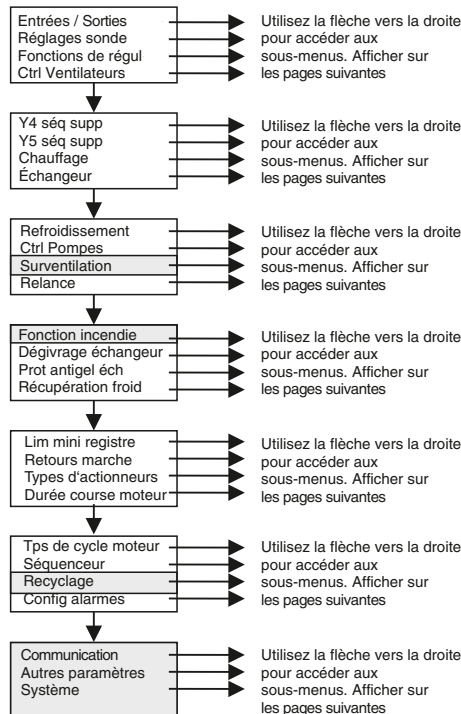 Entrées / Sorties
Réglages sonde
Fonctions de régul
Ctrl Ventilateurs
Utilisez la flèche vers la droite
pour accéder aux
sous-menus. Afficher sur
les pages suivantes
Y4 séq supp
Y5 séq supp
Chauffage
Échangeur
Utilisez la flèche vers la droite
pour accéder aux
sous-menus. Afficher sur
les pages suivantes
Refroidissement
Ctrl Pompes
Surventilation
Relance
Utilisez la flèche vers la droite
pour accéder aux
sous-menus. Afficher sur
les pages suivantes
Fonction incendie
Dégivrage échangeur
Prot antigel éch
Récupération froid
Utilisez la flèche vers la droite
pour accéder aux
sous-menus. Afficher sur
les pages suivantes
Lim mini registre
Retours marche
Types d‘actionneurs
Durée course moteur
Utilisez la flèche vers la droite
pour accéder aux
sous-menus. Afficher sur
les pages suivantes
Tps de cycle moteur
Séquenceur
Recyclage
Config alarmes
Utilisez la flèche vers la droite
pour accéder aux
sous-menus. Afficher sur
les pages suivantes
Communication
Autres paramètres
Système
Utilisez la flèche vers la droite
pour accéder aux
sous-menus. Afficher sur
les pages suivantes